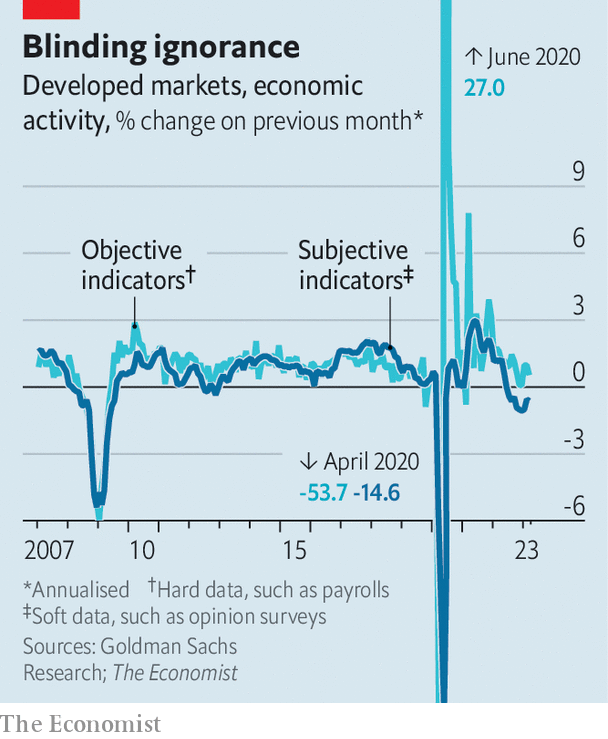 Blinding ignorance
Developed markets, economic
activity, % change on previous month*
↑ June 2020
27.0
9
6
3
0
-3
-6
Objective
indicators†
Subjective
indicators‡
↓ April 2020
-53.7 -14.6
2007 10 15 23
*Annualised †Hard data, such as payrolls
‡Soft data, such as opinion surveys
Sources: Goldman Sachs
Research; The Economist
The Economist